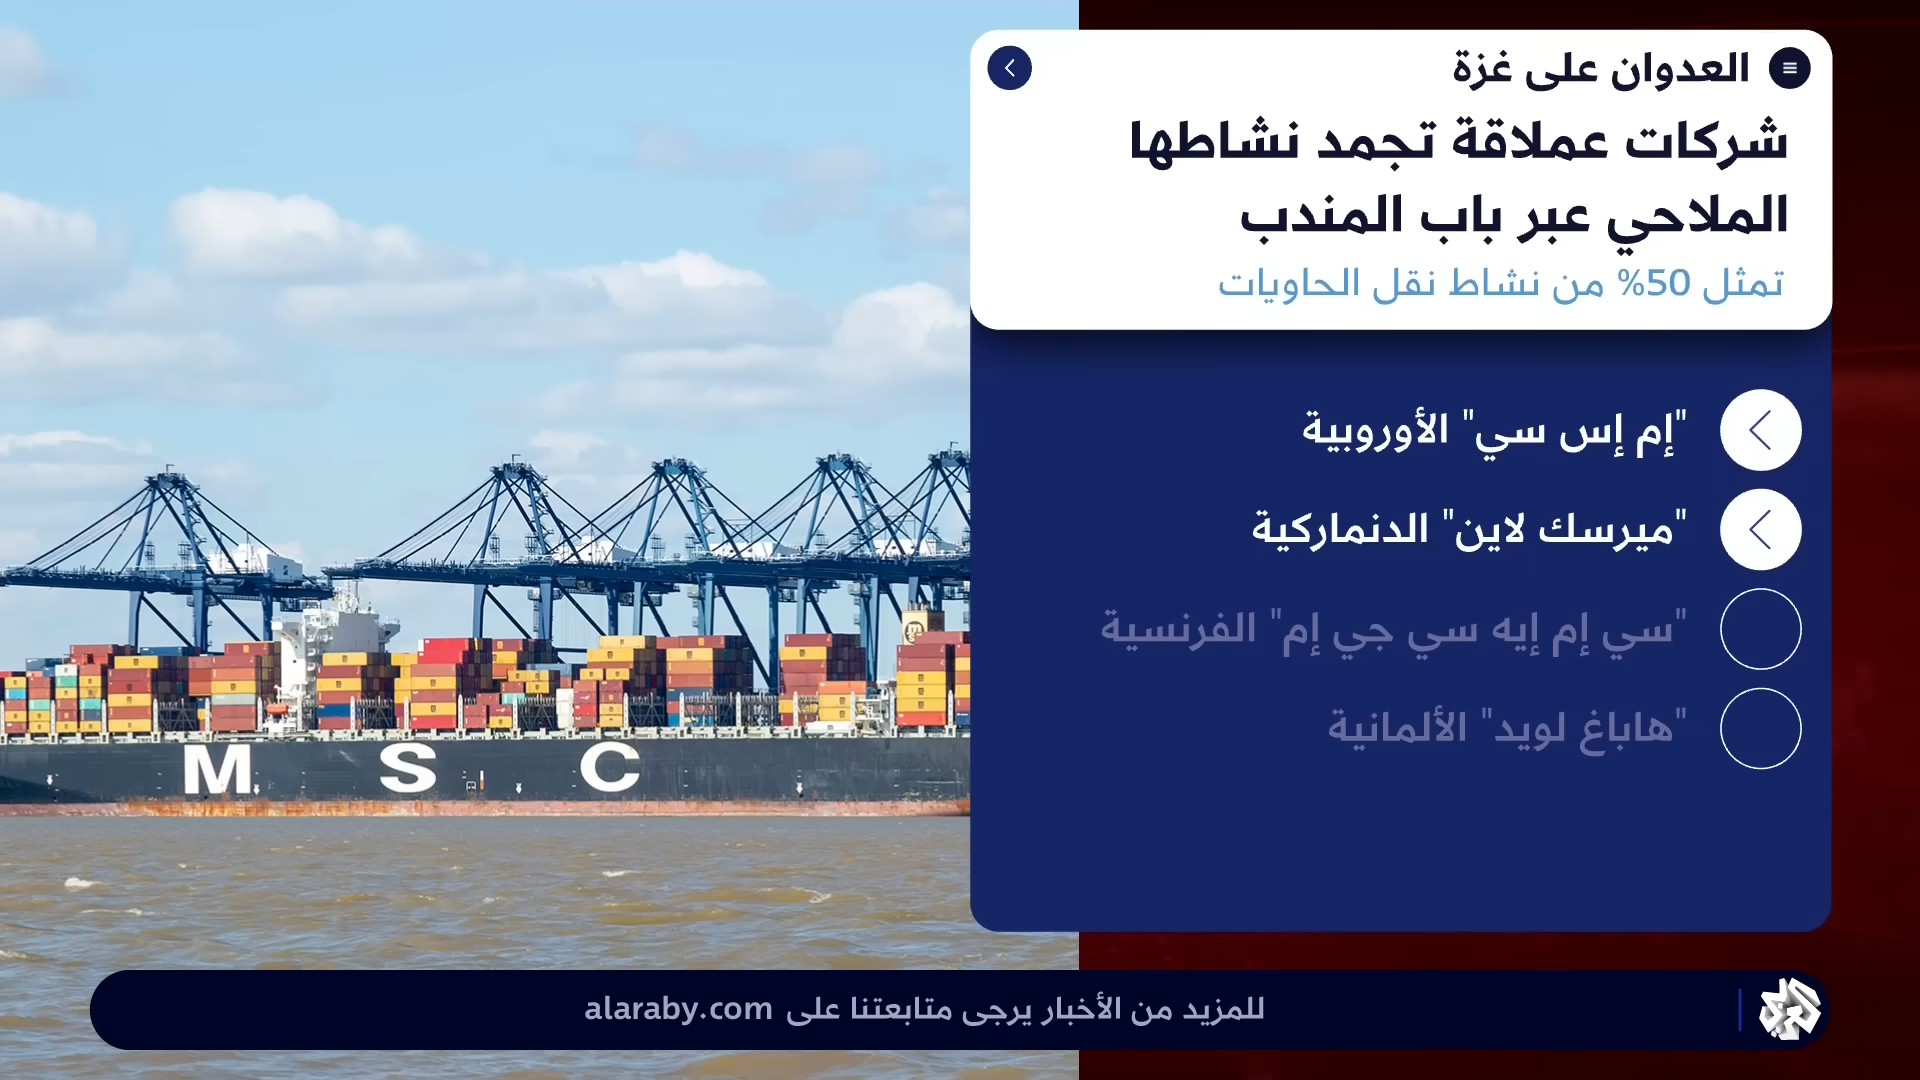 العدوان على غزة
شركات عملاقة تجمد نشاطها
الملاحي عبر باب المندب
تمثل 50% من نشاط نقل الحاويات
"إم إس سي" الأوروبية
"ميرسك لاين" الدنماركية
"سي إم إيه سي جي إم" الفرنسية
"هاباغ لويد" الألمانية
M S C
للمزيد من الأخبار يرجى متابعتنا على alaraby.com